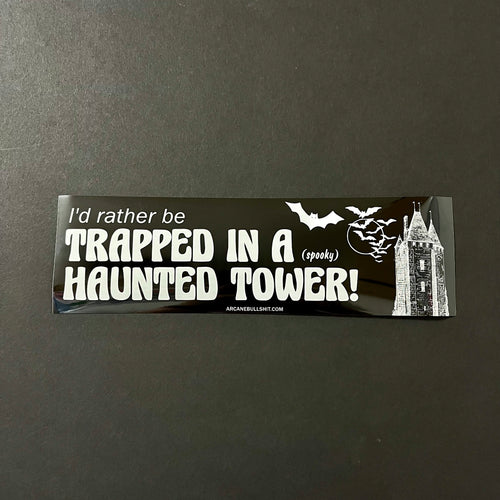 I'd rather be
TRAPPED IN A (spooky)
HAUNTED TOWER!
ARCANEBULLSHIT.COM